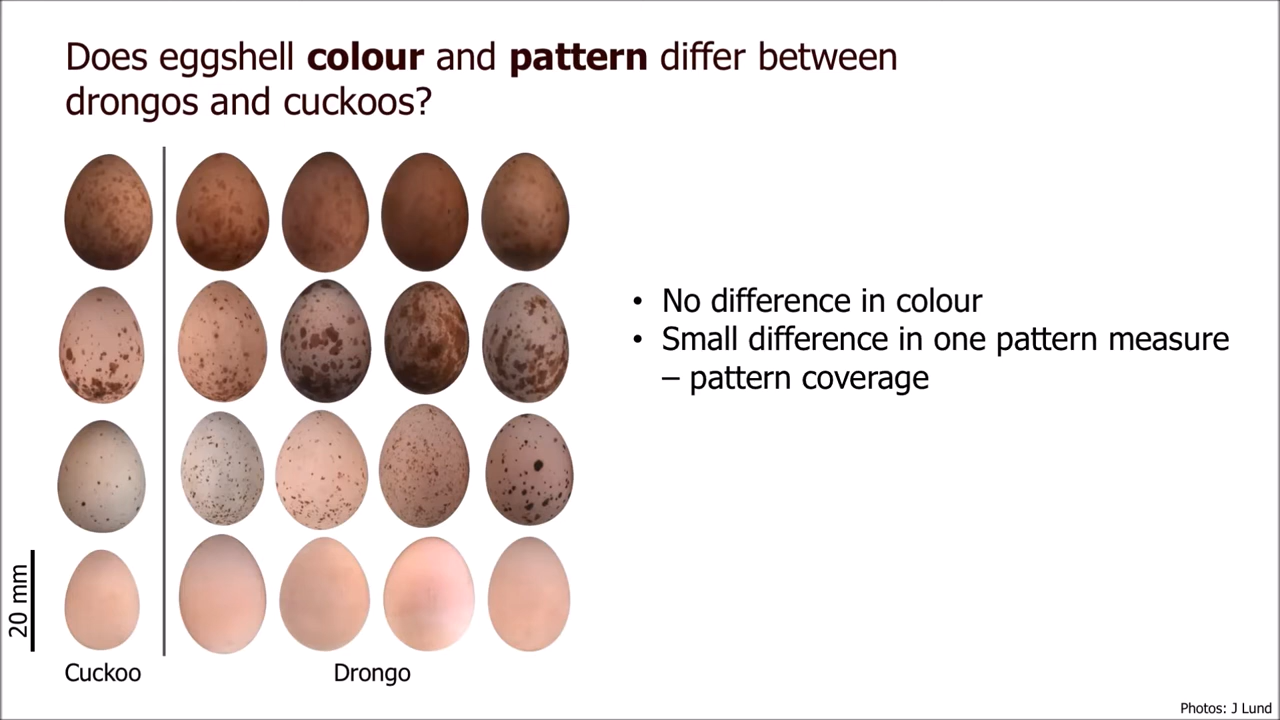 Does eggshell colour and pattern differ between
drongos and cuckoos?
• No difference in colour
• Small difference in one pattern measure
– pattern coverage
20 mm
Cuckoo
Drongo
Photos: J Lund